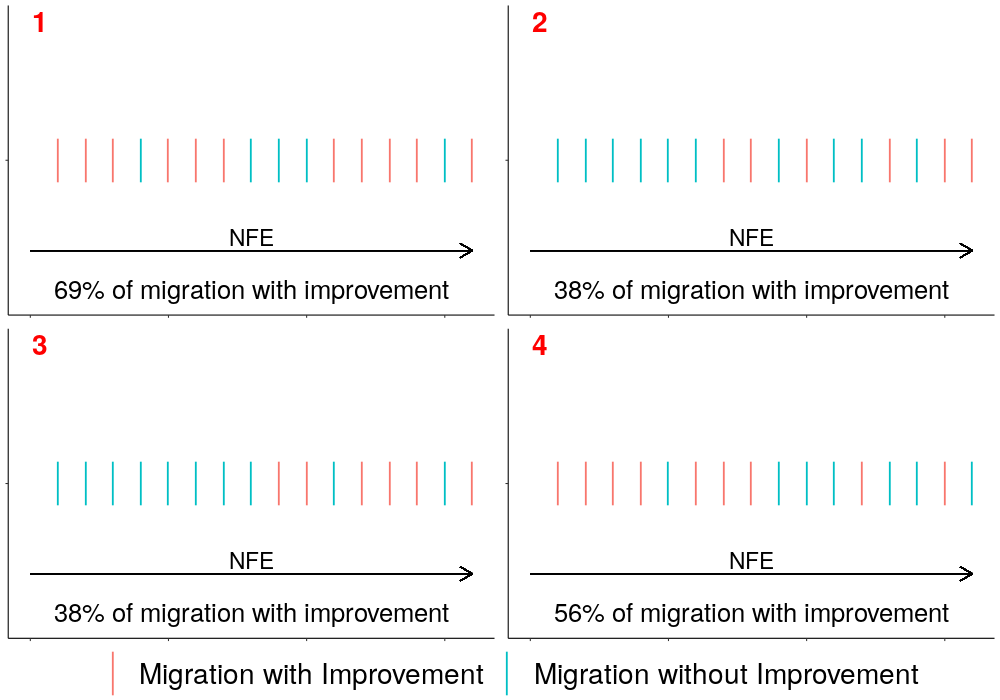 1
NFE
69% of migration with improvement
2
NFE
38% of migration with improvement
3
NFE
38% of migration with improvement
4
NFE
56% of migration with improvement
Migration with Improvement
Migration without Improvement